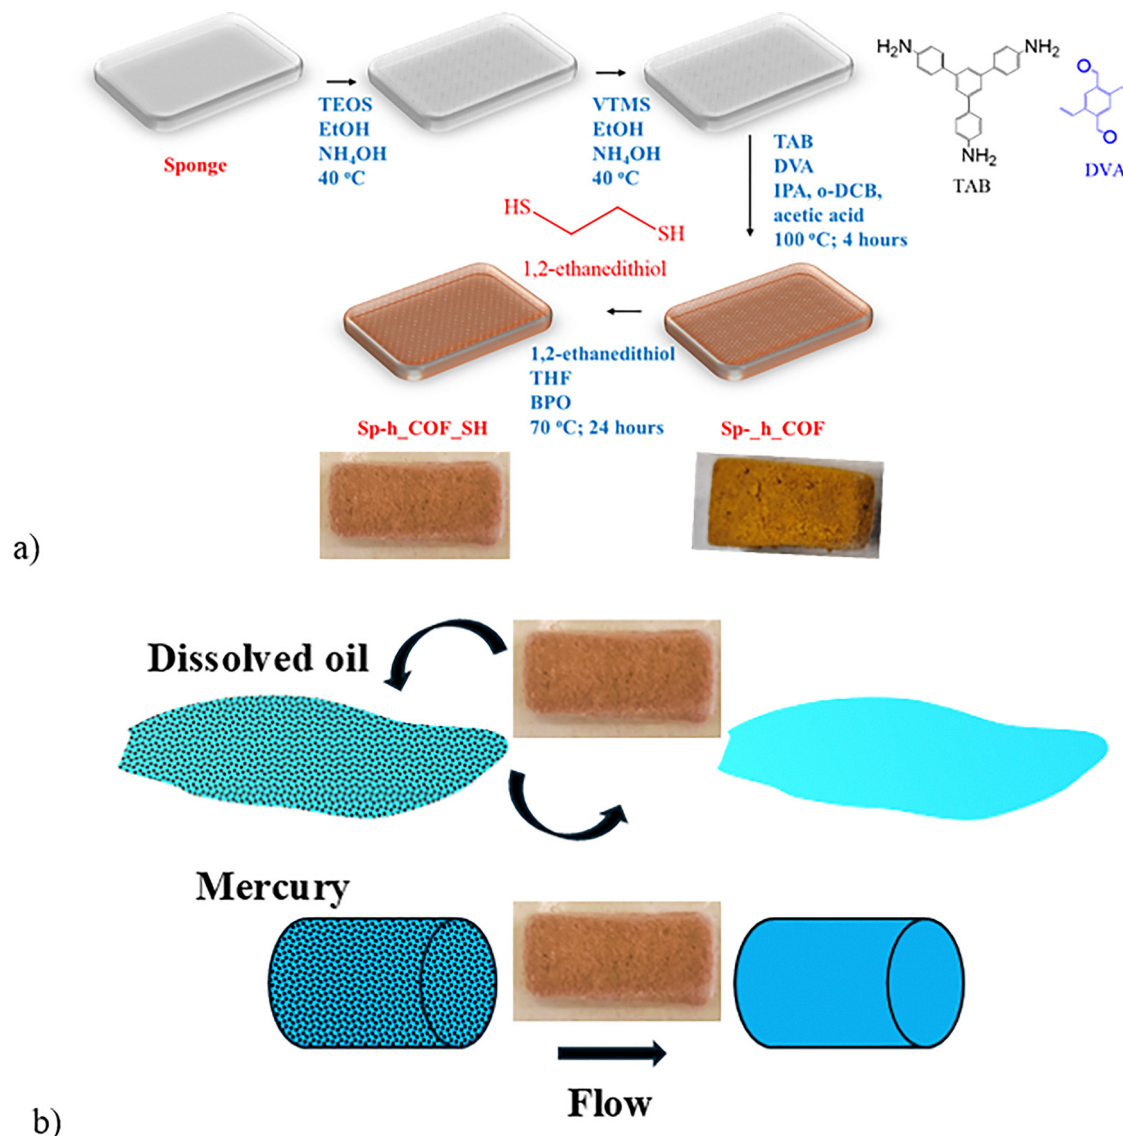 H₂N
NH₂
NH₂
TAB
O
O
DVA
Sponge
TEOS
EtOH
NH₄OH
40 °C
VTMS
EtOH
NH₄OH
40 °C
TAB
DVA
IPA, o-DCB,
acetic acid
100 °C; 4 hours
HS
SH
1,2-ethanedithiol
1,2-ethanedithiol
THF
BPO
70 °C; 24 hours
Sp-h_COF_SH
Sp-_h_COF
a)
Dissolved oil
Mercury
Flow
b)